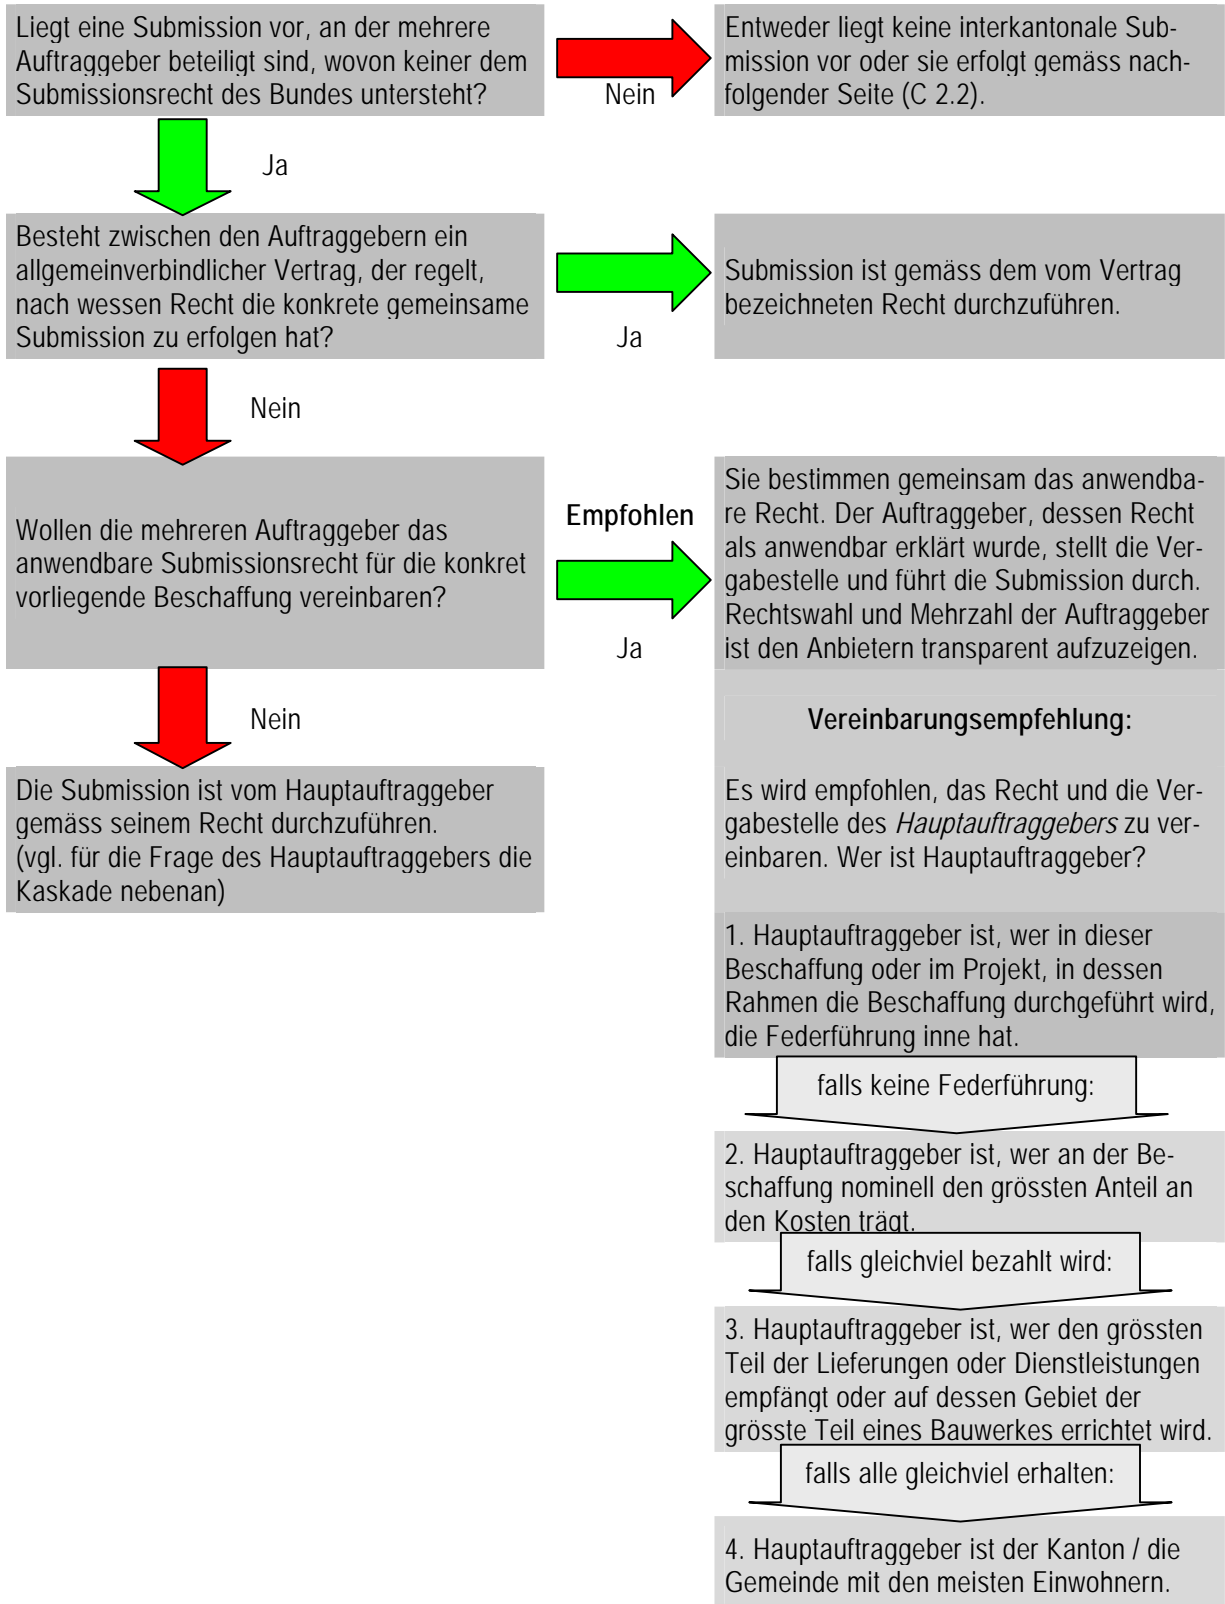 Liegt eine Submission vor, an der mehrere
Auftraggeber beteiligt sind, wovon keiner dem
Submissionsrecht des Bundes untersteht?
Nein
Entweder liegt keine interkantonale Sub-
mission vor oder sie erfolgt gemäss nach-
folgender Seite (C 2.2).
Ja
Besteht zwischen den Auftraggebern ein
allgemeinverbindlicher Vertrag, der regelt,
nach wessen Recht die konkrete gemeinsame
Submission zu erfolgen hat?
Ja
Submission ist gemäss dem vom Vertrag
bezeichneten Recht durchzuführen.
Nein
Wollen die mehreren Auftraggeber das
anwendbare Submissionsrecht für die konkret
vorliegende Beschaffung vereinbaren?
Empfohlen
Ja
Sie bestimmen gemeinsam das anwendba-
re Recht. Der Auftraggeber, dessen Recht
als anwendbar erklärt wurde, stellt die Ver-
gabestelle und führt die Submission durch.
Rechtswahl und Mehrzahl der Auftraggeber
ist den Anbietern transparent aufzuzeigen.
Nein
Die Submission ist vom Hauptauftraggeber
gemäss seinem Recht durchzuführen.
(vgl. für die Frage des Hauptauftraggebers die
Kaskade nebenan)
Vereinbarungsempfehlung:
Es wird empfohlen, das Recht und die Ver-
gabestelle des Hauptauftraggebers zu ver-
einbaren. Wer ist Hauptauftraggeber?
1. Hauptauftraggeber ist, wer in dieser
Beschaffung oder im Projekt, in dessen
Rahmen die Beschaffung durchgeführt wird,
die Federführung inne hat.
falls keine Federführung:
2. Hauptauftraggeber ist, wer an der Be-
schaffung nominell den grössten Anteil an
den Kosten trägt.
falls gleichviel bezahlt wird:
3. Hauptauftraggeber ist, wer den grössten
Teil der Lieferungen oder Dienstleistungen
empfängt oder auf dessen Gebiet der
grösste Teil eines Bauwerkes errichtet wird.
falls alle gleichviel erhalten:
4. Hauptauftraggeber ist der Kanton / die
Gemeinde mit den meisten Einwohnern.